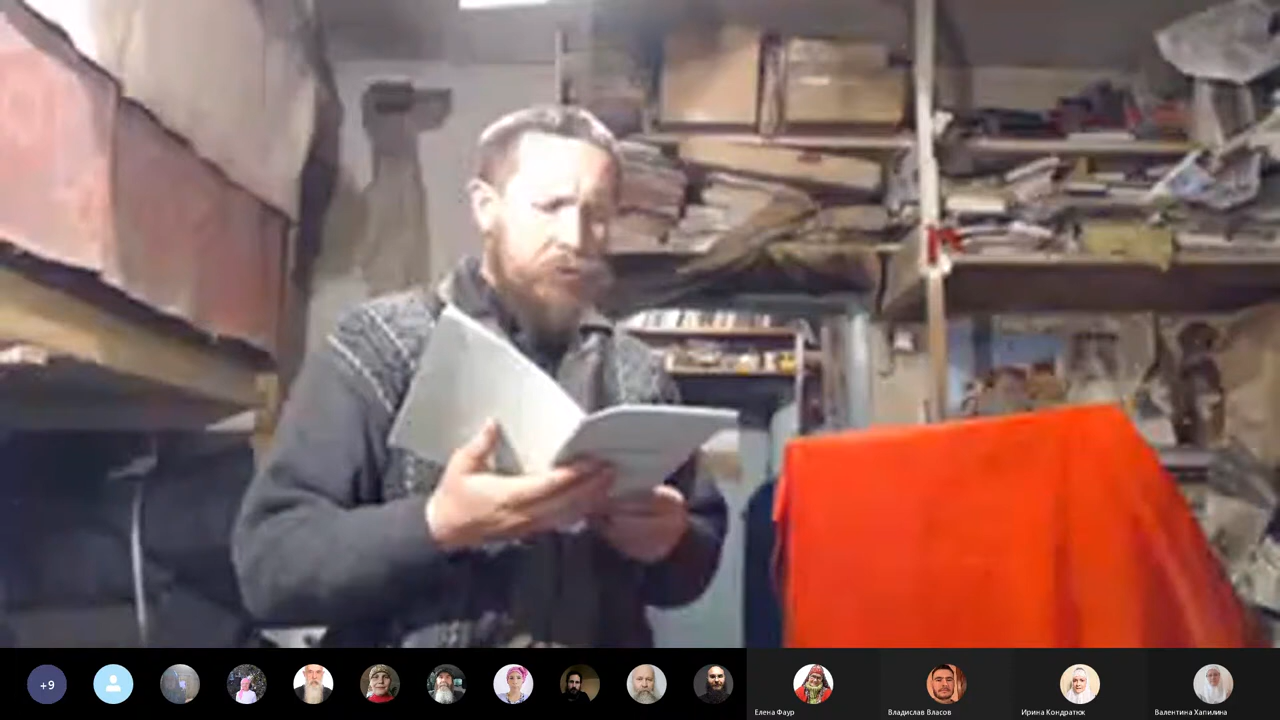 +9
Елена Фаур
Владислав Власов
Ирина Кондратюк
Валентина Хапилина